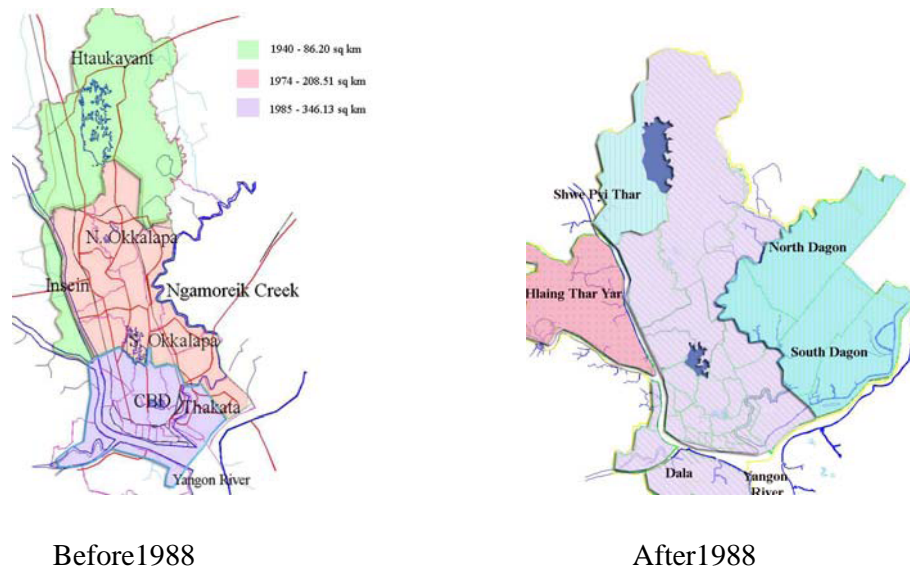 Htaukayant
1940 - 86.20 sq km
1974 - 208.51 sq km
1985 - 346.13 sq km
N. Okkalapa
Insein
Ngamoreik Creek
S. Okkalapa
CBD
Thakata
Yangon River
Shwe Pyi Thar
North Dagon
Hlaing Thar Yar
South Dagon
Dala
Yangon
River
Before1988
After1988